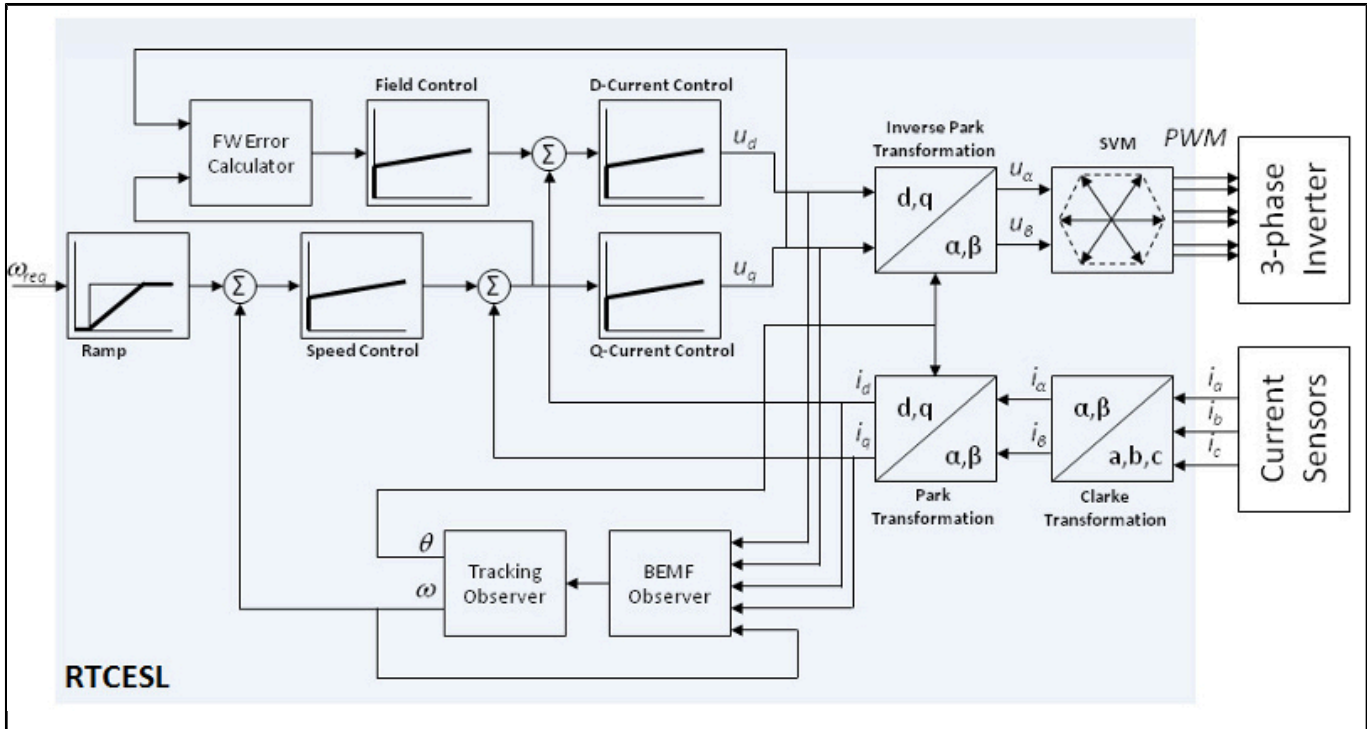 Field Control
D-Current Control
FW Error
Calculator
Σ
u_d
Inverse Park
Transformation
d,q
α,β
u_α
u_β
SVM
PWM
3-phase
Inverter
ω_req
Ramp
Σ
Speed Control
Σ
Q-Current Control
u_q
i_d
i_q
d,q
α,β
Park
Transformation
i_α
i_β
α,β
a,b,c
Clarke
Transformation
i_a
i_b
i_c
Current
Sensors
θ
ω
Tracking
Observer
BEMF
Observer
RTCESL